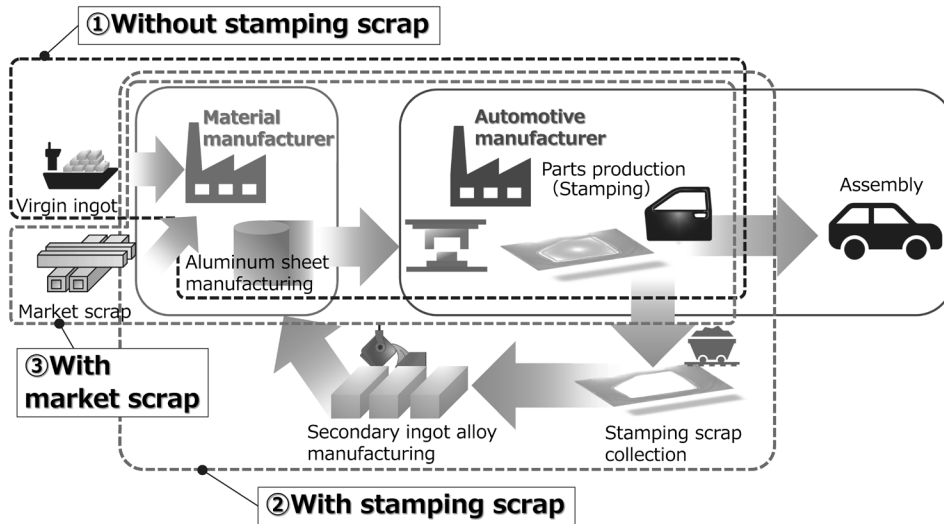 ①Without stamping scrap
Material
manufacturer
Automotive
manufacturer
Parts production
(Stamping)
Assembly
Virgin ingot
Aluminum sheet
manufacturing
Market scrap
③With
market scrap
Secondary ingot alloy
manufacturing
Stamping scrap
collection
②With stamping scrap